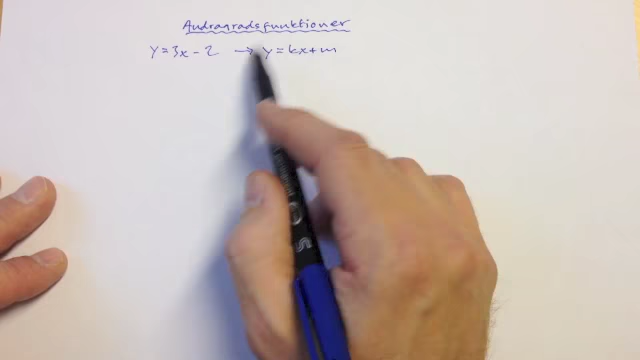 Andragradsfunktioner
y=3x-2 → y=kx+m
S